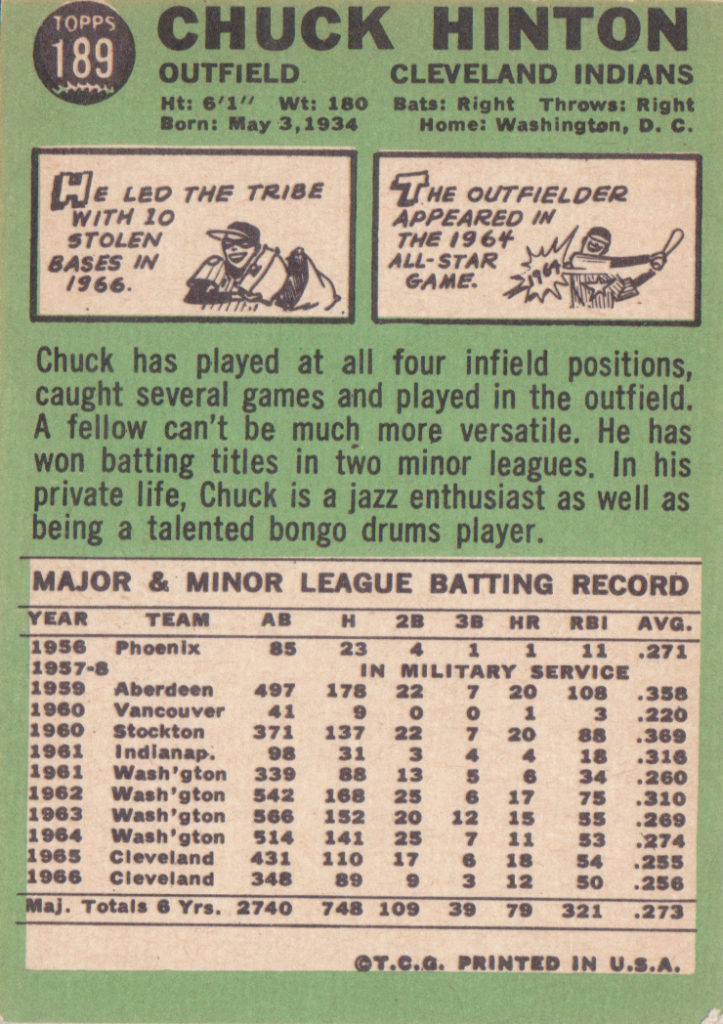 TOPPS
189
CHUCK HINTON
OUTFIELD CLEVELAND INDIANS
Ht: 6'1" Wt: 180 Bats: Right Throws: Right
Born: May 3, 1934 Home: Washington, D. C.
HE LED THE TRIBE
WITH 10
STOLEN
BASES IN
1966.
THE OUTFIELDER
APPEARED IN
THE 1964
ALL-STAR
GAME.
1964
Chuck has played at all four infield positions,
caught several games and played in the outfield.
A fellow can't be much more versatile. He has
won batting titles in two minor leagues. In his
private life, Chuck is a jazz enthusiast as well as
being a talented bongo drums player.
MAJOR & MINOR LEAGUE BATTING RECORD
YEAR TEAM AB H 2B 3B HR RBI AVG.
1956 Phoenix 85 23 4 1 1 11 .271
1957-8 IN MILITARY SERVICE
1959 Aberdeen 497 178 22 7 20 108 .358
1960 Vancouver 41 9 0 0 1 3 .220
1960 Stockton 371 137 22 7 20 88 .369
1961 Indianap. 98 31 3 4 4 18 .316
1961 Wash'gton 339 88 13 5 6 34 .260
1962 Wash'gton 542 168 25 6 17 75 .310
1963 Wash'gton 566 152 20 12 15 55 .269
1964 Wash'gton 514 141 25 7 11 53 .274
1965 Cleveland 431 110 17 6 18 54 .255
1966 Cleveland 348 89 9 3 12 50 .256
Maj. Totals 6 Yrs. 2740 748 109 39 79 321 .273
©T.C.G. PRINTED IN U.S.A.